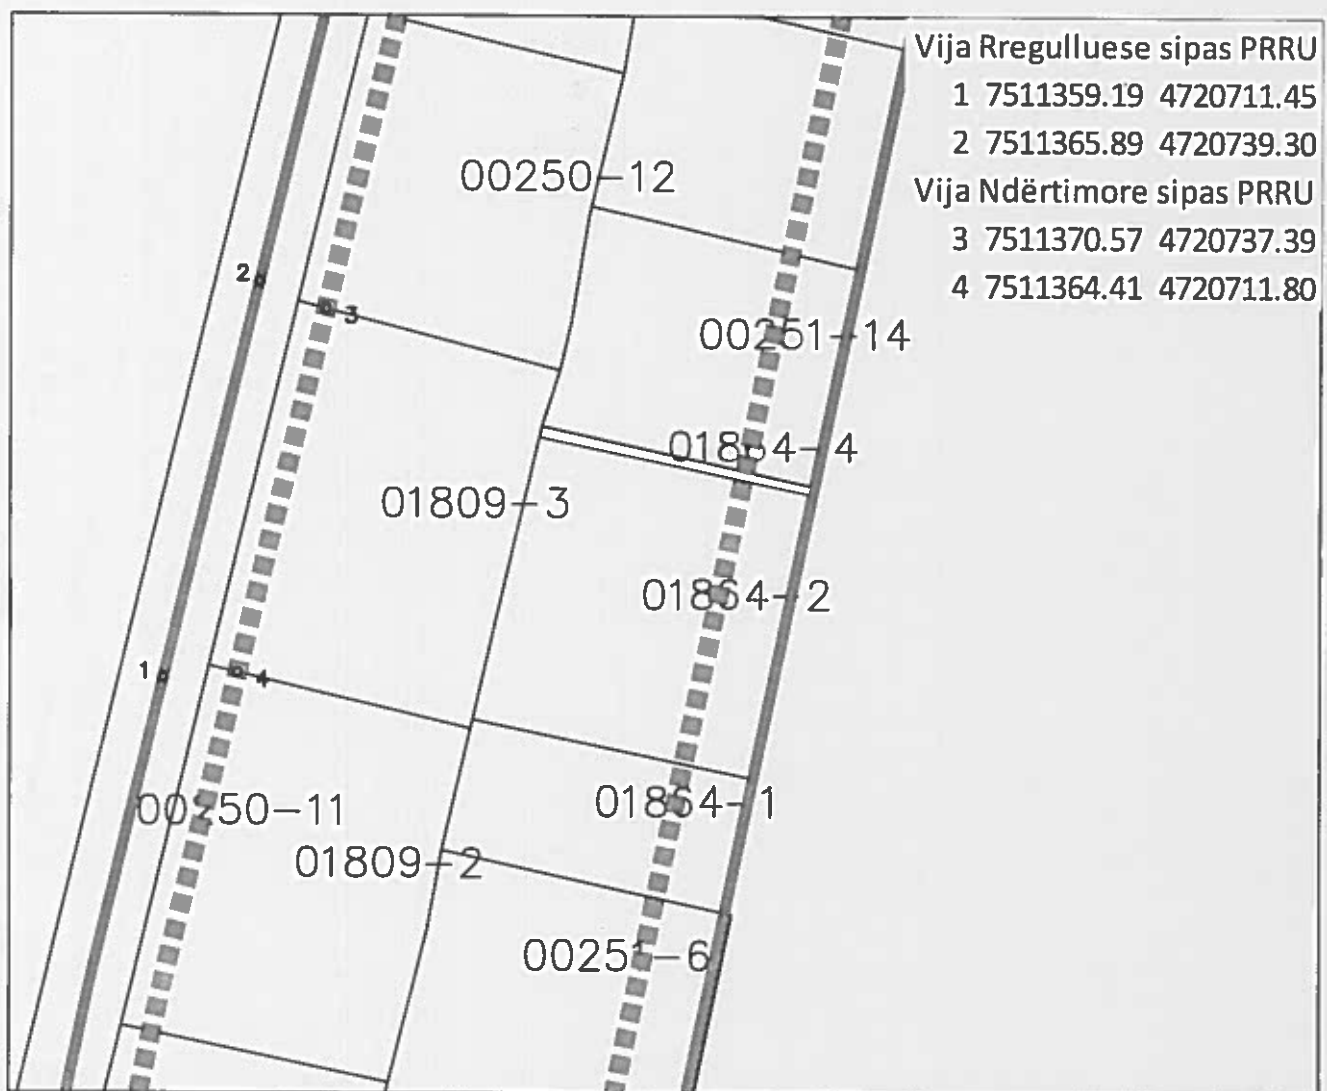 Vija Rregulluese sipas PRRU
1 7511359.19 4720711.45
2 7511365.89 4720739.30
Vija Ndërtimore sipas PRRU
3 7511370.57 4720737.39
4 7511364.41 4720711.80
00250-12
2
3
00251-14
01864-4
01809-3
01864-2
1
4
00250-11
01864-1
01809-2
00251-6